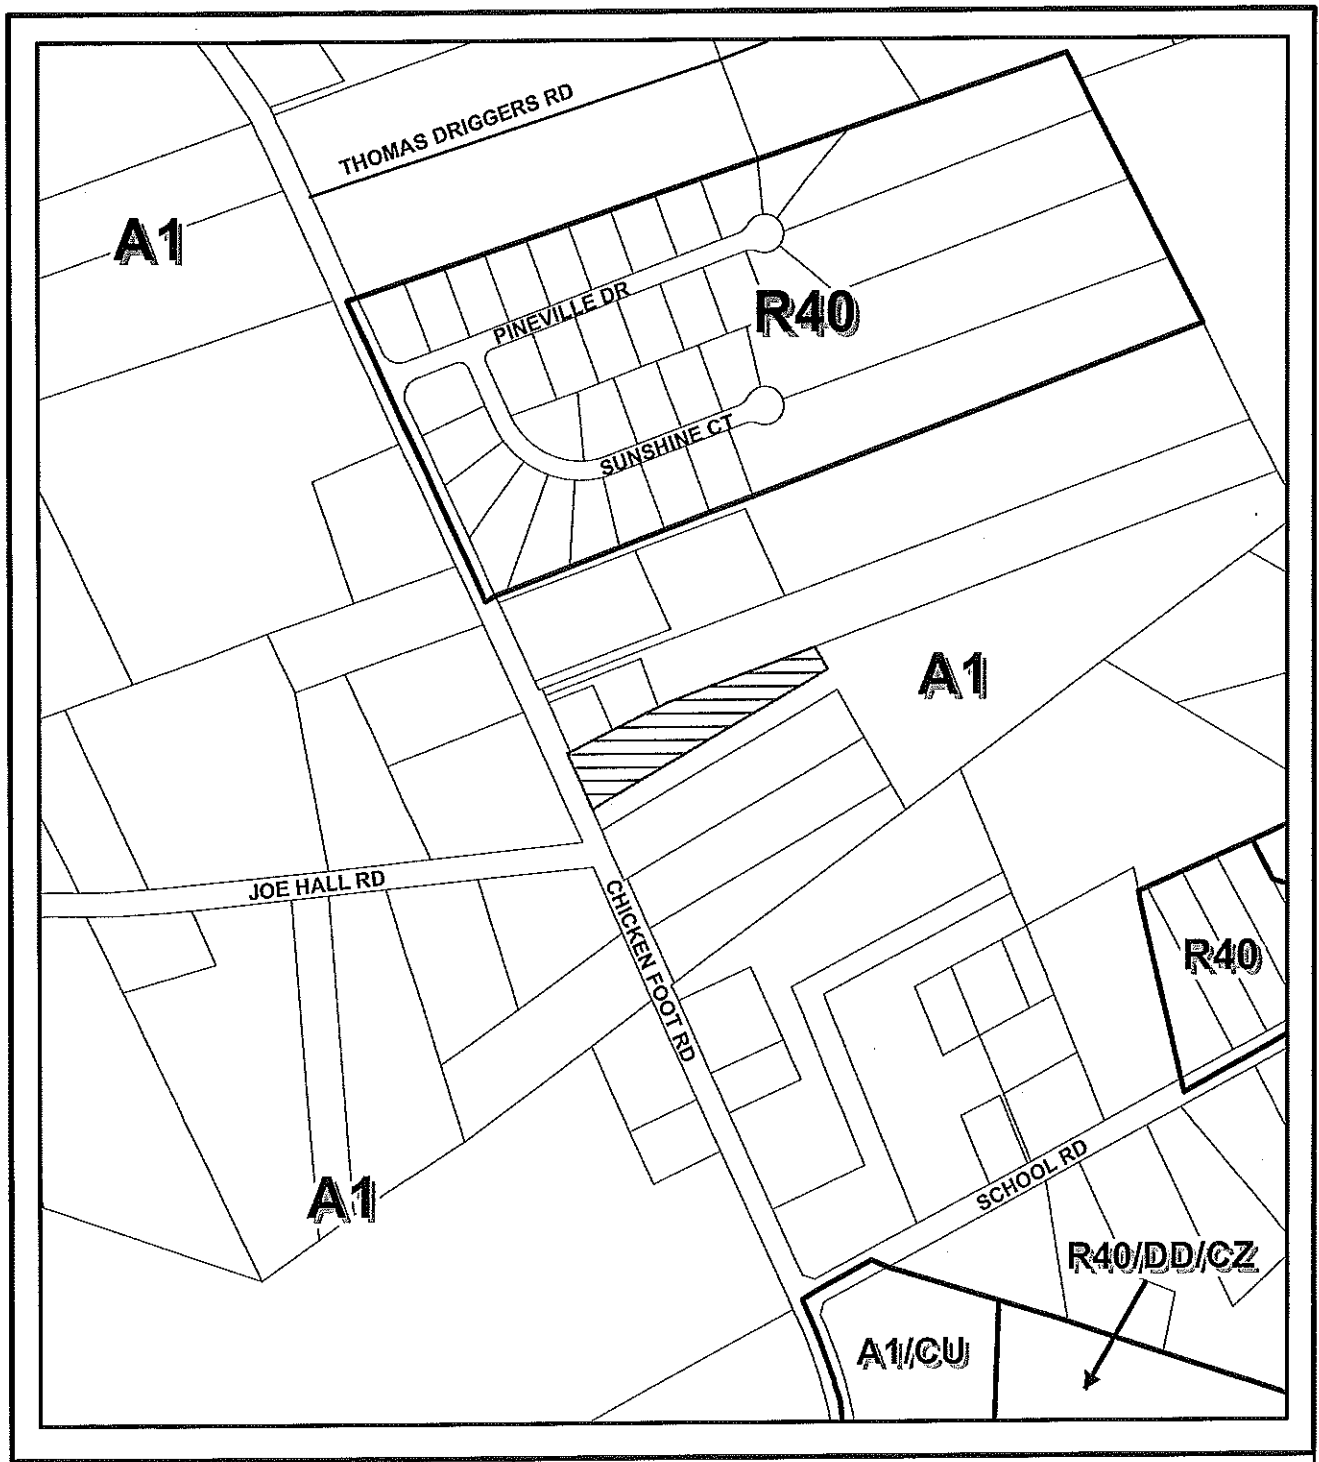 THOMAS DRIGGERS RD
A1
R40
PINEVILLE DR
SUNSHINE CT
A1
JOE HALL RD
CHICKEN FOOT RD
R40
SCHOOL RD
A1
R40/DD/CZ
A1/CU